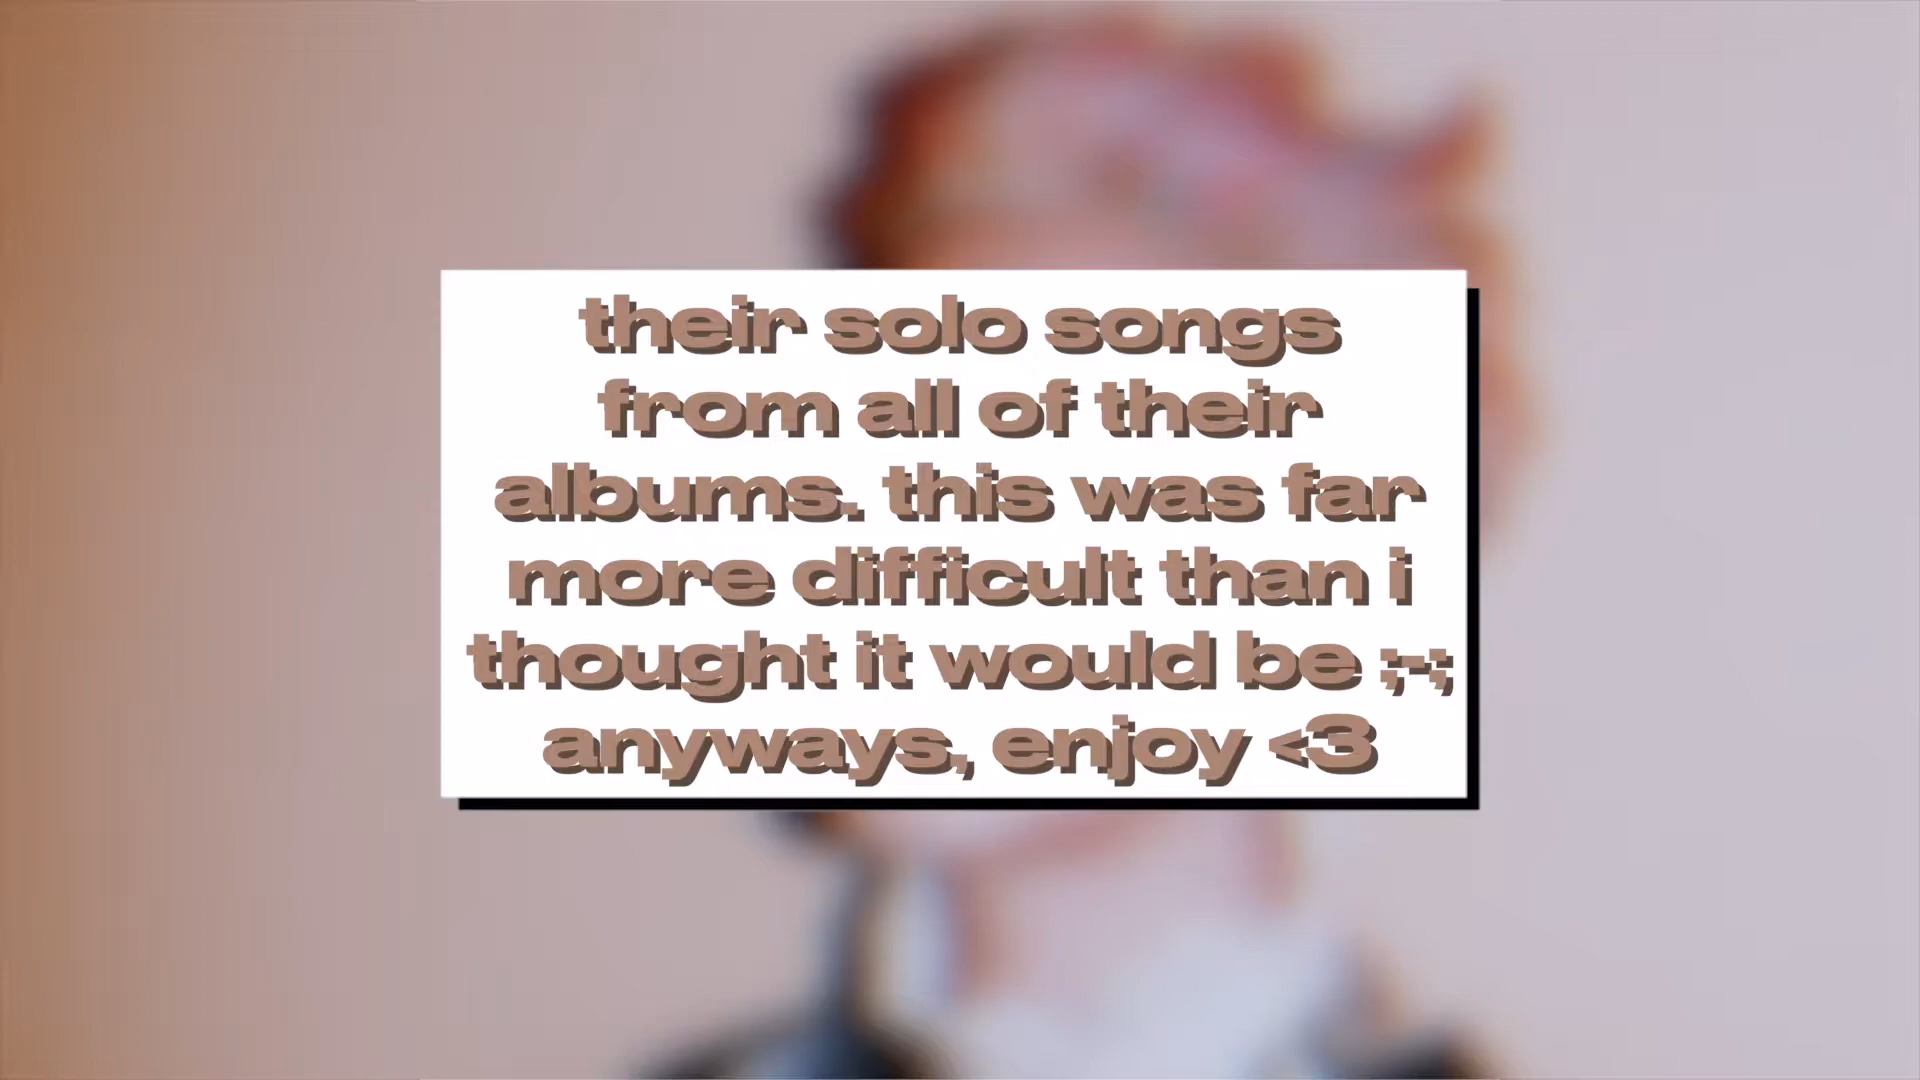 their solo songs
from all of their
albums. this was far
more difficult than i
thought it would be ;-;
anyways, enjoy <3